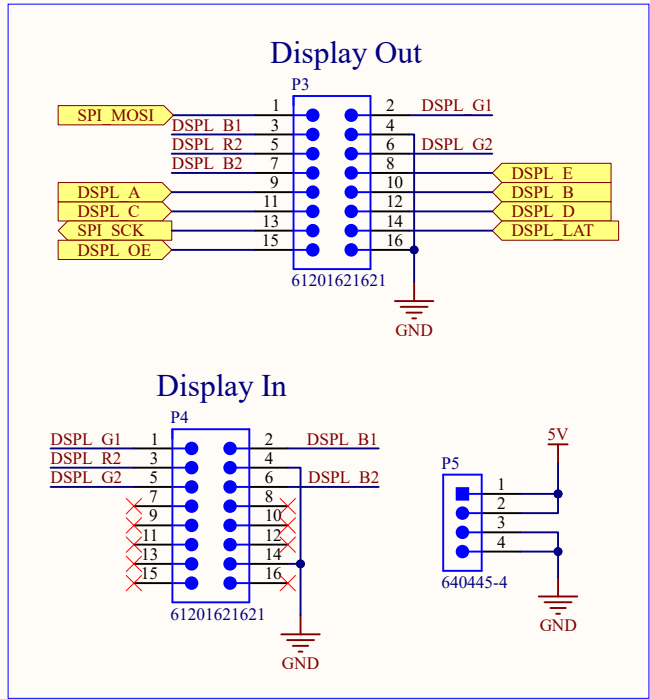 Display Out
P3
SPI_MOSI 1 2 DSPL_G1
DSPL_B1 3 4
DSPL_R2 5 6 DSPL_G2
DSPL_B2 7 8 DSPL_E
DSPL_A 9 10 DSPL_B
DSPL_C 11 12 DSPL_D
SPI_SCK 13 14 DSPL_LAT
DSPL_OE 15 16
61201621621
GND
Display In
P4
DSPL_G1 1 2 DSPL_B1
DSPL_R2 3 4
DSPL_G2 5 6 DSPL_B2
7 8
9 10
11 12
13 14
15 16
61201621621
GND
5V
P5
1
2
3
4
640445-4
GND